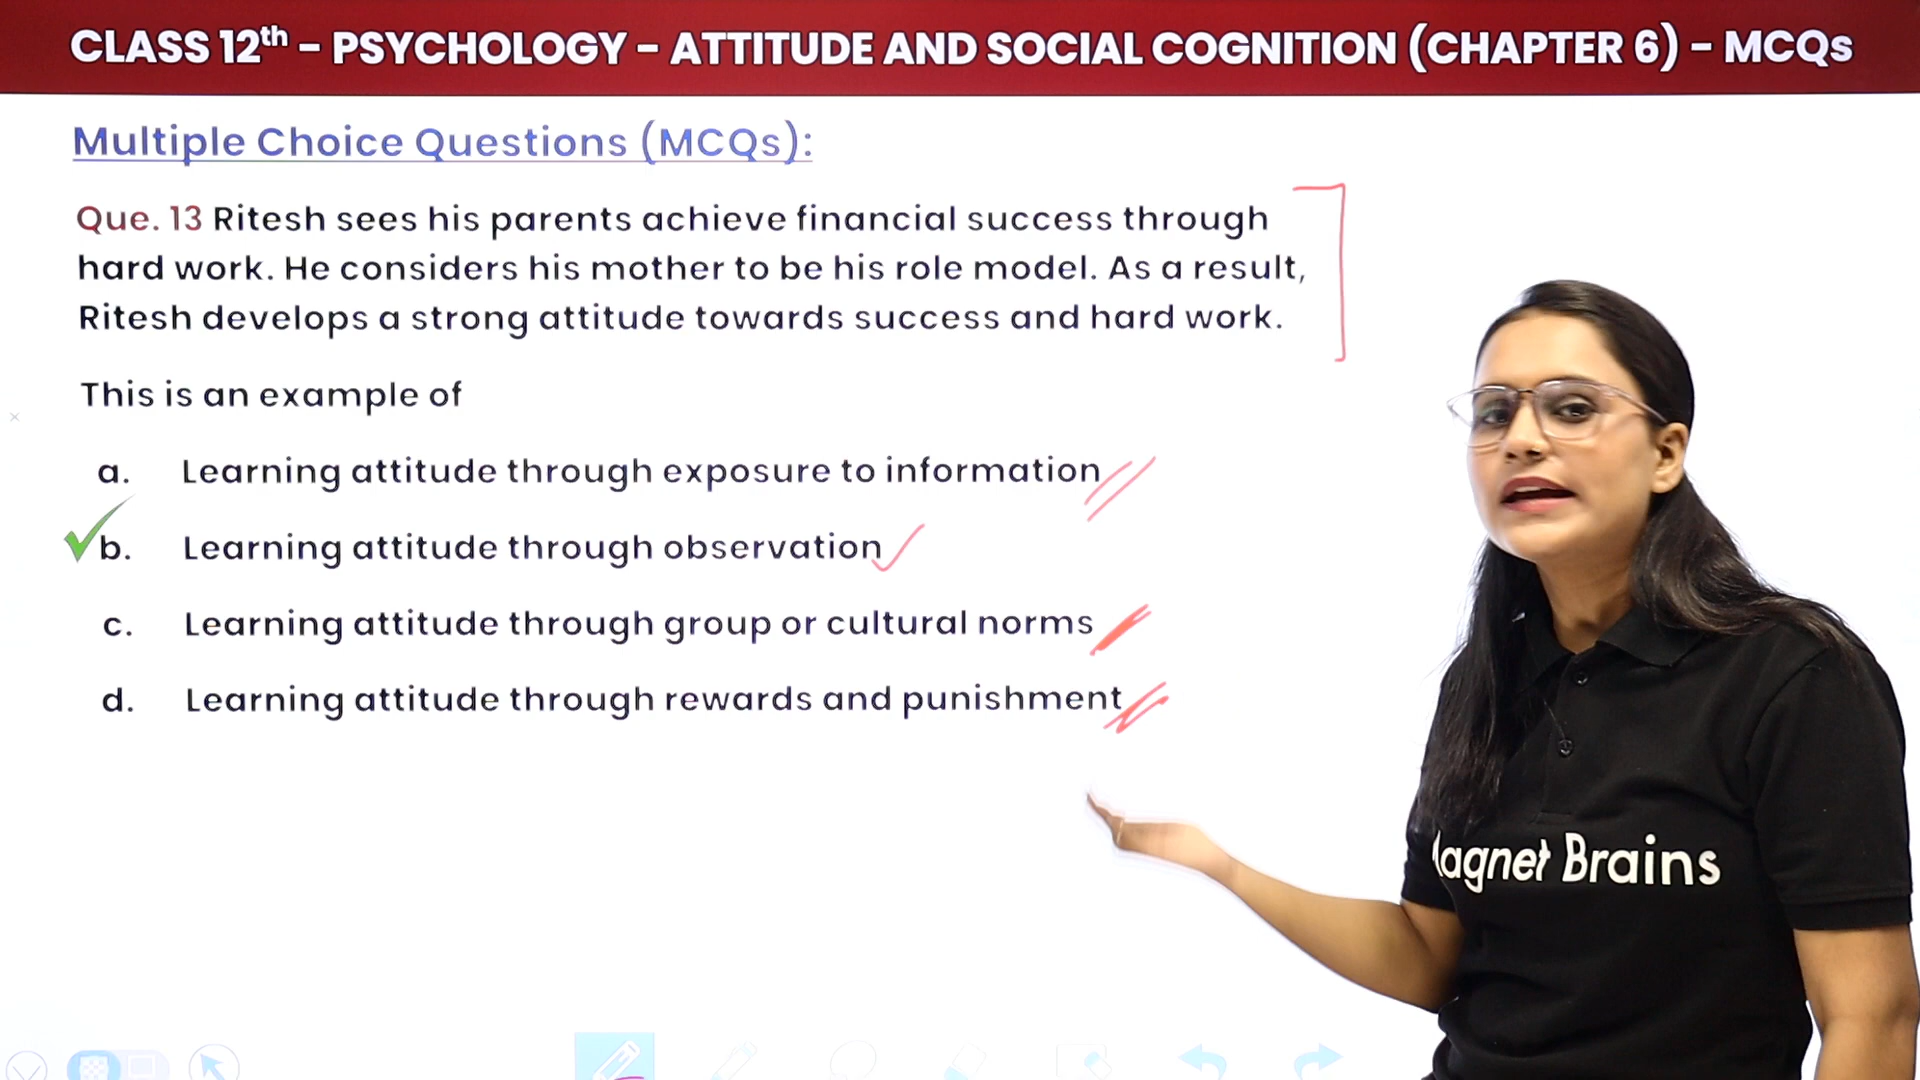 CLASS 12th – PSYCHOLOGY – ATTITUDE AND SOCIAL COGNITION (CHAPTER 6) – MCQs
Multiple Choice Questions (MCQs):
Que. 13 Ritesh sees his parents achieve financial success through
hard work. He considers his mother to be his role model. As a result,
Ritesh develops a strong attitude towards success and hard work.
This is an example of
a. Learning attitude through exposure to information
b. Learning attitude through observation
c. Learning attitude through group or cultural norms
d. Learning attitude through rewards and punishment
Magnet Brains